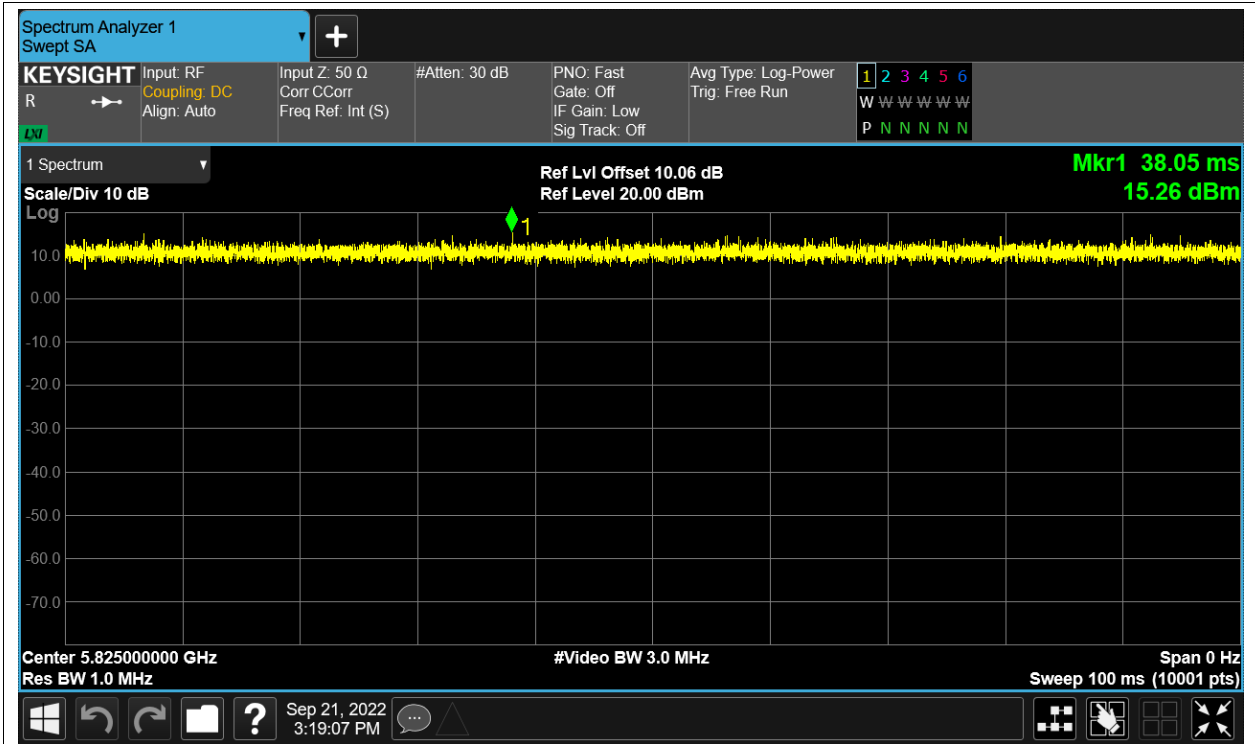 Spectrum Analyzer 1
Swept SA
KEYSIGHT
R
LXI
Input: RF
Coupling: DC
Align: Auto
Input Z: 50 Ω
Corr CCorr
Freq Ref: Int (S)
#Atten: 30 dB
PNO: Fast
Gate: Off
IF Gain: Low
Sig Track: Off
Avg Type: Log-Power
Trig: Free Run
1 2 3 4 5 6
W W W W W W
P N N N N N
1 Spectrum
Scale/Div 10 dB
Log
Ref Lvl Offset 10.06 dB
Ref Level 20.00 dBm
Mkr1 38.05 ms
15.26 dBm
1
10.0
0.00
-10.0
-20.0
-30.0
-40.0
-50.0
-60.0
-70.0
Center 5.825000000 GHz
Res BW 1.0 MHz
#Video BW 3.0 MHz
Span 0 Hz
Sweep 100 ms (10001 pts)
?
Sep 21, 2022
3:19:07 PM